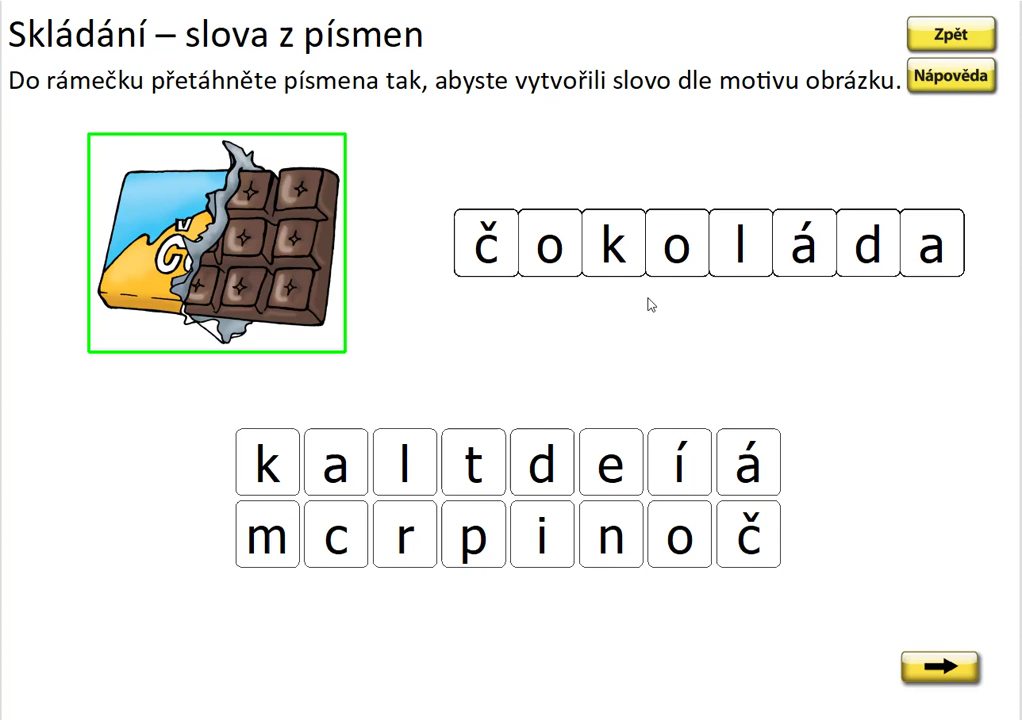 Skládání – slova z písmen
Zpět
Do rámečku přetáhněte písmena tak, abyste vytvořili slovo dle motivu obrázku.
Nápověda
č o k o l á d a
k a l t d e í á
m c r p i n o č